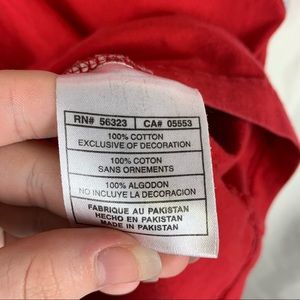 RN# 56323 CA# 05553
100% COTTON
EXCLUSIVE OF DECORATION
100% COTON
SANS ORNEMENTS
100% ALGODON
NO INCLUYE LA DECORACION
FABRIQUE AU PAKISTAN
HECHO EN PAKISTAN
MADE IN PAKISTAN